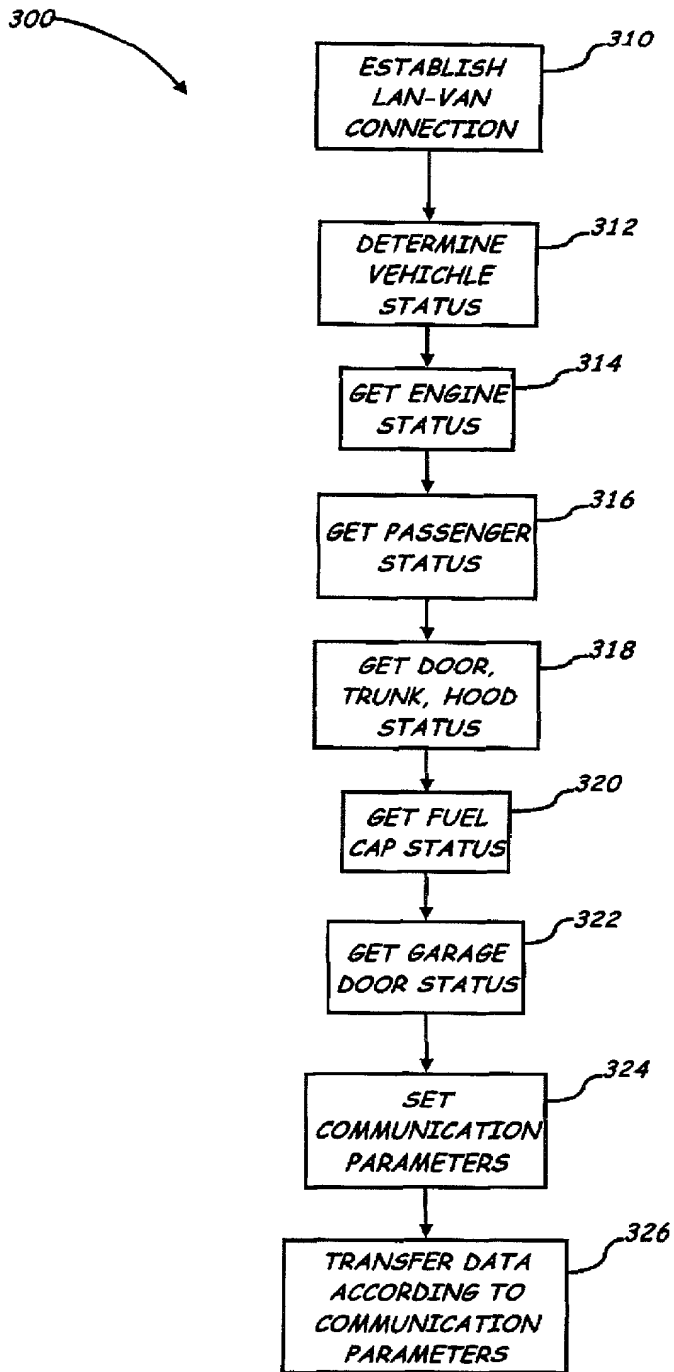 300
310
ESTABLISH
LAN-VAN
CONNECTION
312
DETERMINE
VEHICHLE
STATUS
314
GET ENGINE
STATUS
316
GET PASSENGER
STATUS
318
GET DOOR,
TRUNK, HOOD
STATUS
320
GET FUEL
CAP STATUS
322
GET GARAGE
DOOR STATUS
324
SET
COMMUNICATION
PARAMETERS
326
TRANSFER DATA
ACCORDING TO
COMMUNICATION
PARAMETERS